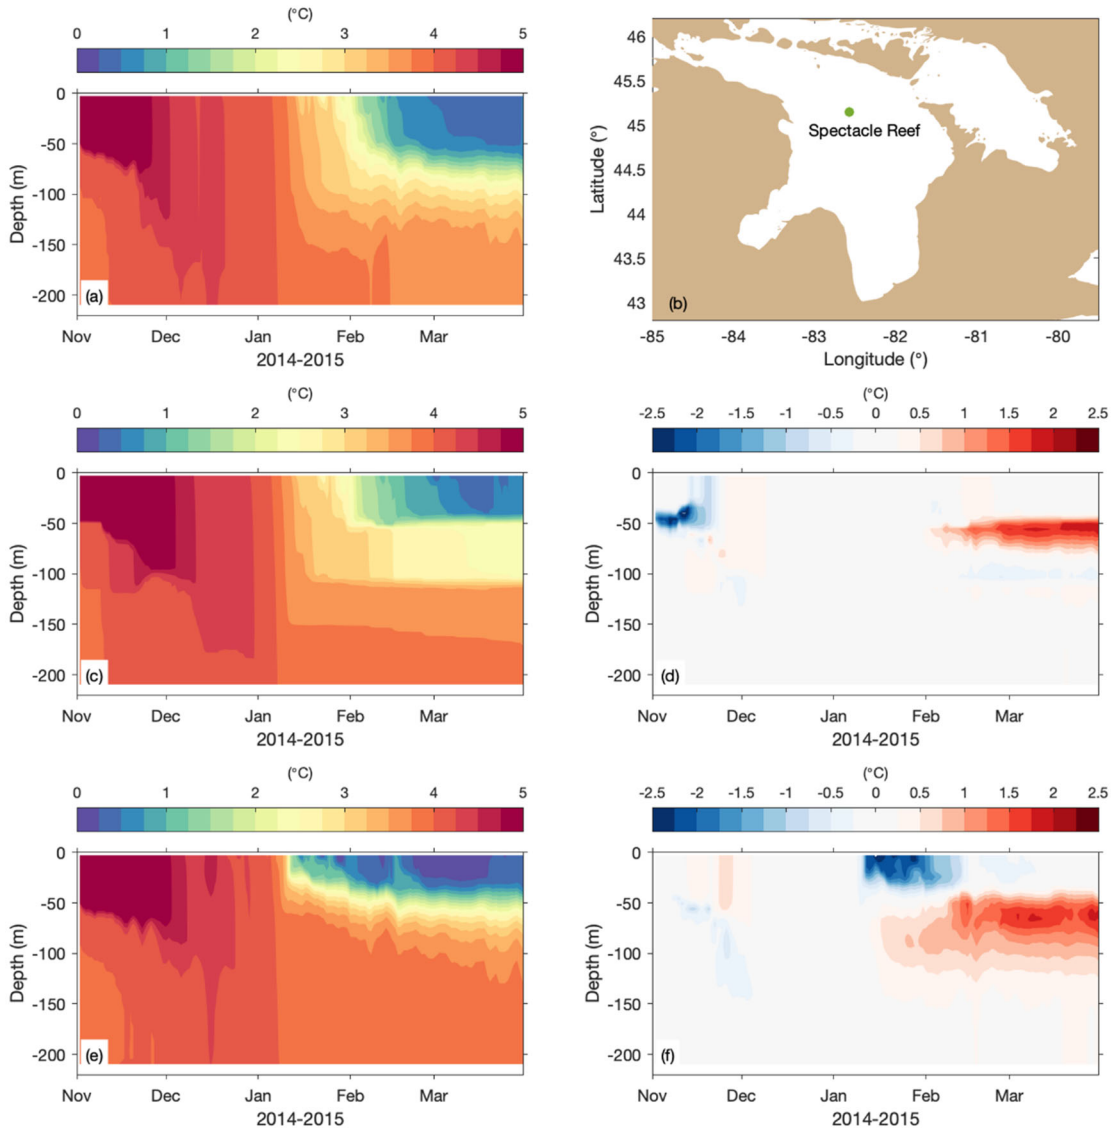 (°C)
0 1 2 3 4 5
0
-50
-100
-150
-200
Depth (m)
(a)
Nov Dec Jan Feb Mar
2014-2015
46
45.5
45
44.5
44
43.5
43
Latitude (°)
Spectacle Reef
(b)
-85 -84 -83 -82 -81 -80
Longitude (°)
(°C)
0 1 2 3 4 5
0
-50
-100
-150
-200
Depth (m)
(c)
Nov Dec Jan Feb Mar
2014-2015
(°C)
-2.5 -2 -1.5 -1 -0.5 0 0.5 1 1.5 2 2.5
0
-50
-100
-150
-200
Depth (m)
(d)
Nov Dec Jan Feb Mar
2014-2015
(°C)
0 1 2 3 4 5
0
-50
-100
-150
-200
Depth (m)
(e)
Nov Dec Jan Feb Mar
2014-2015
(°C)
-2.5 -2 -1.5 -1 -0.5 0 0.5 1 1.5 2 2.5
0
-50
-100
-150
-200
Depth (m)
(f)
Nov Dec Jan Feb Mar
2014-2015